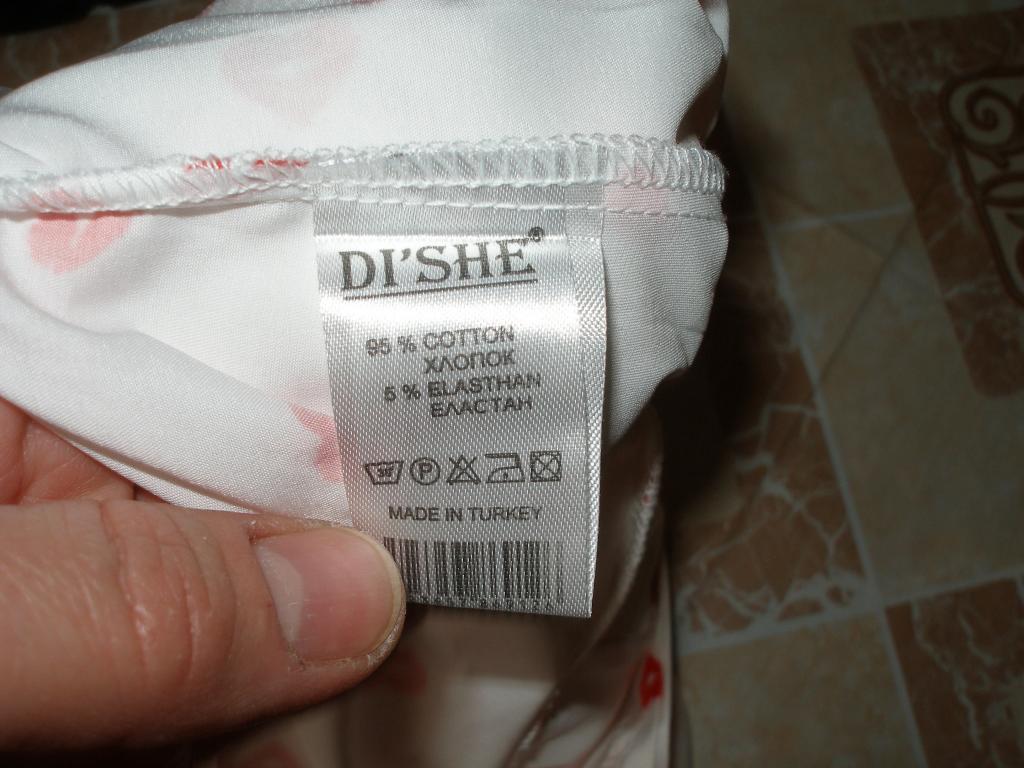 DI'SHE®
95 % COTTON
ХЛОПОК
5 % ELASTHAN
ЕЛАСТАН
P
MADE IN TURKEY